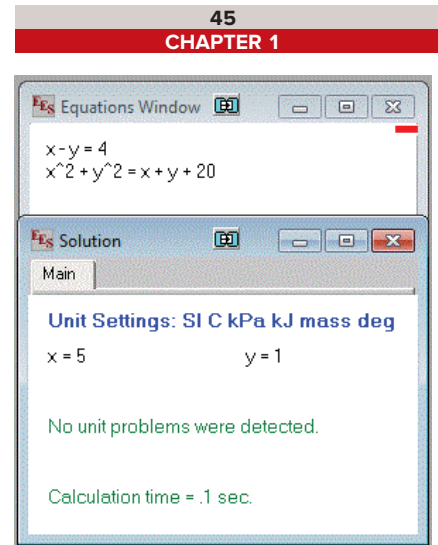 45
CHAPTER 1
EES Equations Window
x-y = 4
x^2 + y^2 = x + y + 20
EES Solution
Main
Unit Settings: SI C kPa kJ mass deg
x = 5 y = 1
No unit problems were detected.
Calculation time = .1 sec.